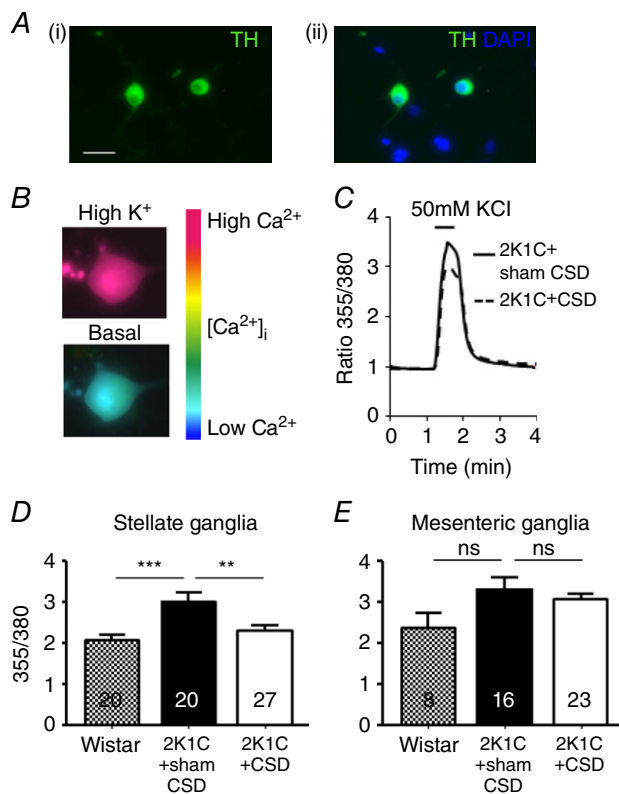 A
(i)
TH
(ii)
TH DAPI
B
High K+
Basal
High Ca2+
[Ca2+]i
Low Ca2+
C
50mM KCl
Ratio 355/380
4
3
2
1
0
0 1 2 3 4
Time (min)
2K1C+
sham CSD
2K1C+CSD
D
Stellate ganglia
*** **
355/380
4
3
2
1
0
20 20 27
Wistar
2K1C
+sham
CSD
2K1C
+CSD
E
Mesenteric ganglia
ns ns
4
3
2
1
0
8 16 23
Wistar
2K1C
+sham
CSD
2K1C
+CSD